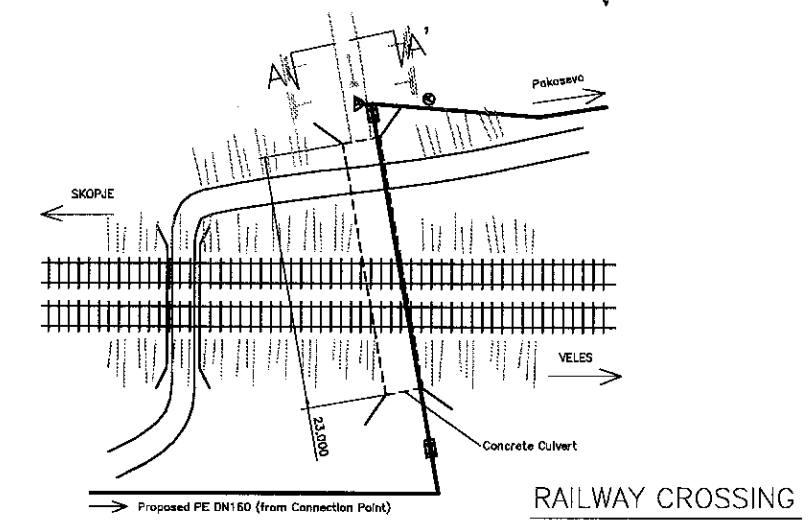 A A'
Pakosevo
SKOPJE
VELES
23,000
Concrete Culvert
Proposed PE DN160 (from Connection Point)
RAILWAY CROSSING